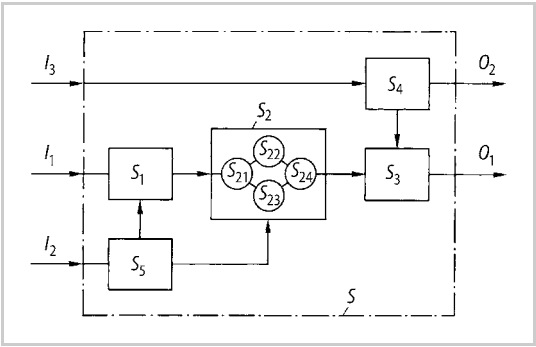 I₃
S₄
O₂
S₂
I₁
S₁
S₂₁
S₂₂
S₂₃
S₂₄
S₃
O₁
I₂
S₅
S